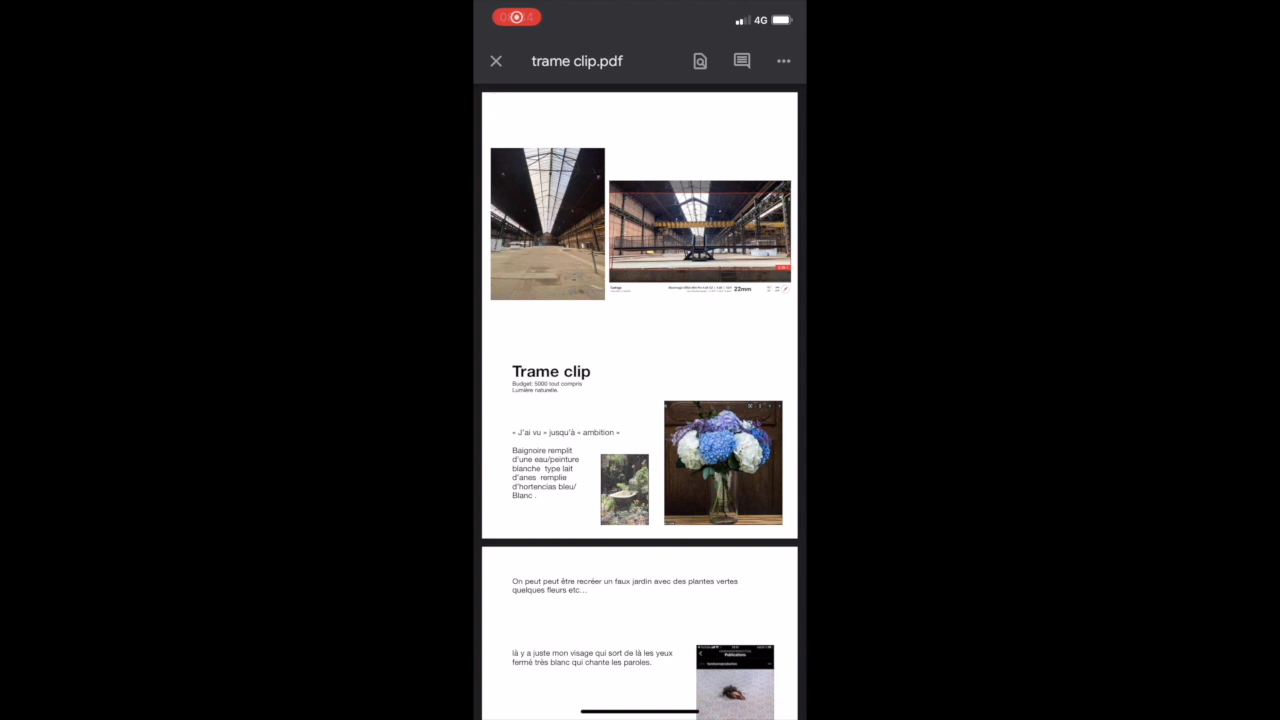 4G
trame clip.pdf
Cadrage
22mm
Trame clip
Budget: 5000 tout compris
Lumière naturelle.
« J'ai vu » jusqu'à « ambition »
Baignoire remplit
d'une eau/peinture
blanche type lait
d'anes remplie
d'hortencias bleu/
Blanc .
On peut peut être recréer un faux jardin avec des plantes vertes
quelques fleurs etc…
là y a juste mon visage qui sort de là les yeux
fermé très blanc qui chante les paroles.
Publications